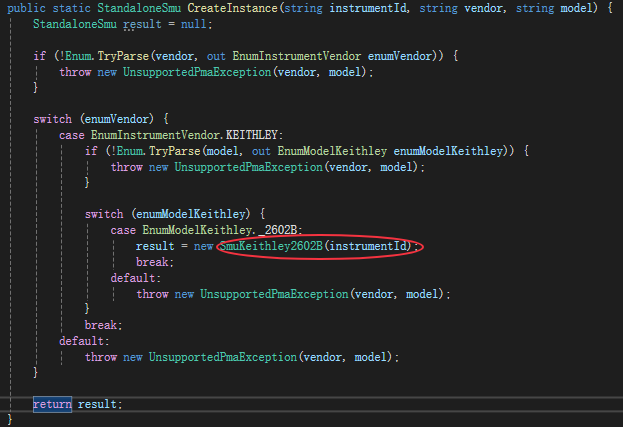 public static StandaloneSmu CreateInstance(string instrumentId, string vendor, string model) {
StandaloneSmu result = null;
if (!Enum.TryParse(vendor, out EnumInstrumentVendor enumVendor)) {
throw new UnsupportedPmaException(vendor, model);
}
switch (enumVendor) {
case EnumInstrumentVendor.KEITHLEY:
if (!Enum.TryParse(model, out EnumModelKeithley enumModelKeithley)) {
throw new UnsupportedPmaException(vendor, model);
}
switch (enumModelKeithley) {
case EnumModelKeithley._2602B:
result = new SmuKeithley2602B(instrumentId);
break;
default:
throw new UnsupportedPmaException(vendor, model);
}
break;
default:
throw new UnsupportedPmaException(vendor, model);
}
return result;
}